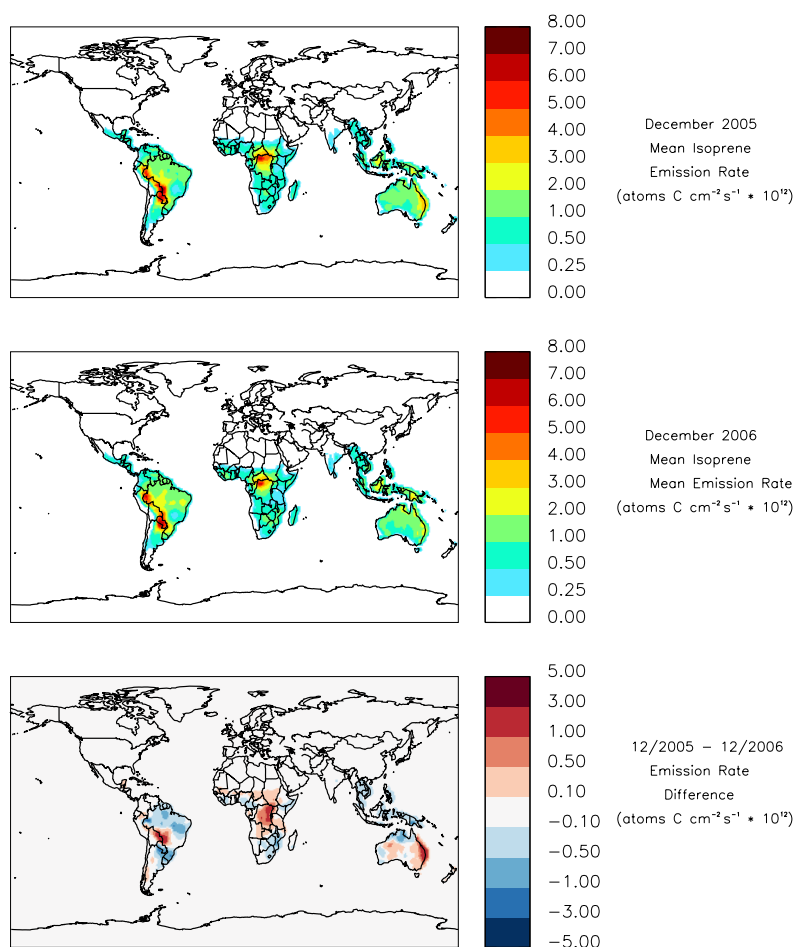 8.00
7.00
6.00
5.00
4.00
3.00
2.00
1.00
0.50
0.25
0.00
December 2005
Mean Isoprene
Emission Rate
(atoms C cm⁻²s⁻¹ * 10¹²)
8.00
7.00
6.00
5.00
4.00
3.00
2.00
1.00
0.50
0.25
0.00
December 2006
Mean Isoprene
Mean Emission Rate
(atoms C cm⁻²s⁻¹ * 10¹²)
5.00
3.00
1.00
0.50
0.10
−0.10
−0.50
−1.00
−3.00
−5.00
12/2005 − 12/2006
Emission Rate
Difference
(atoms C cm⁻²s⁻¹ * 10¹²)